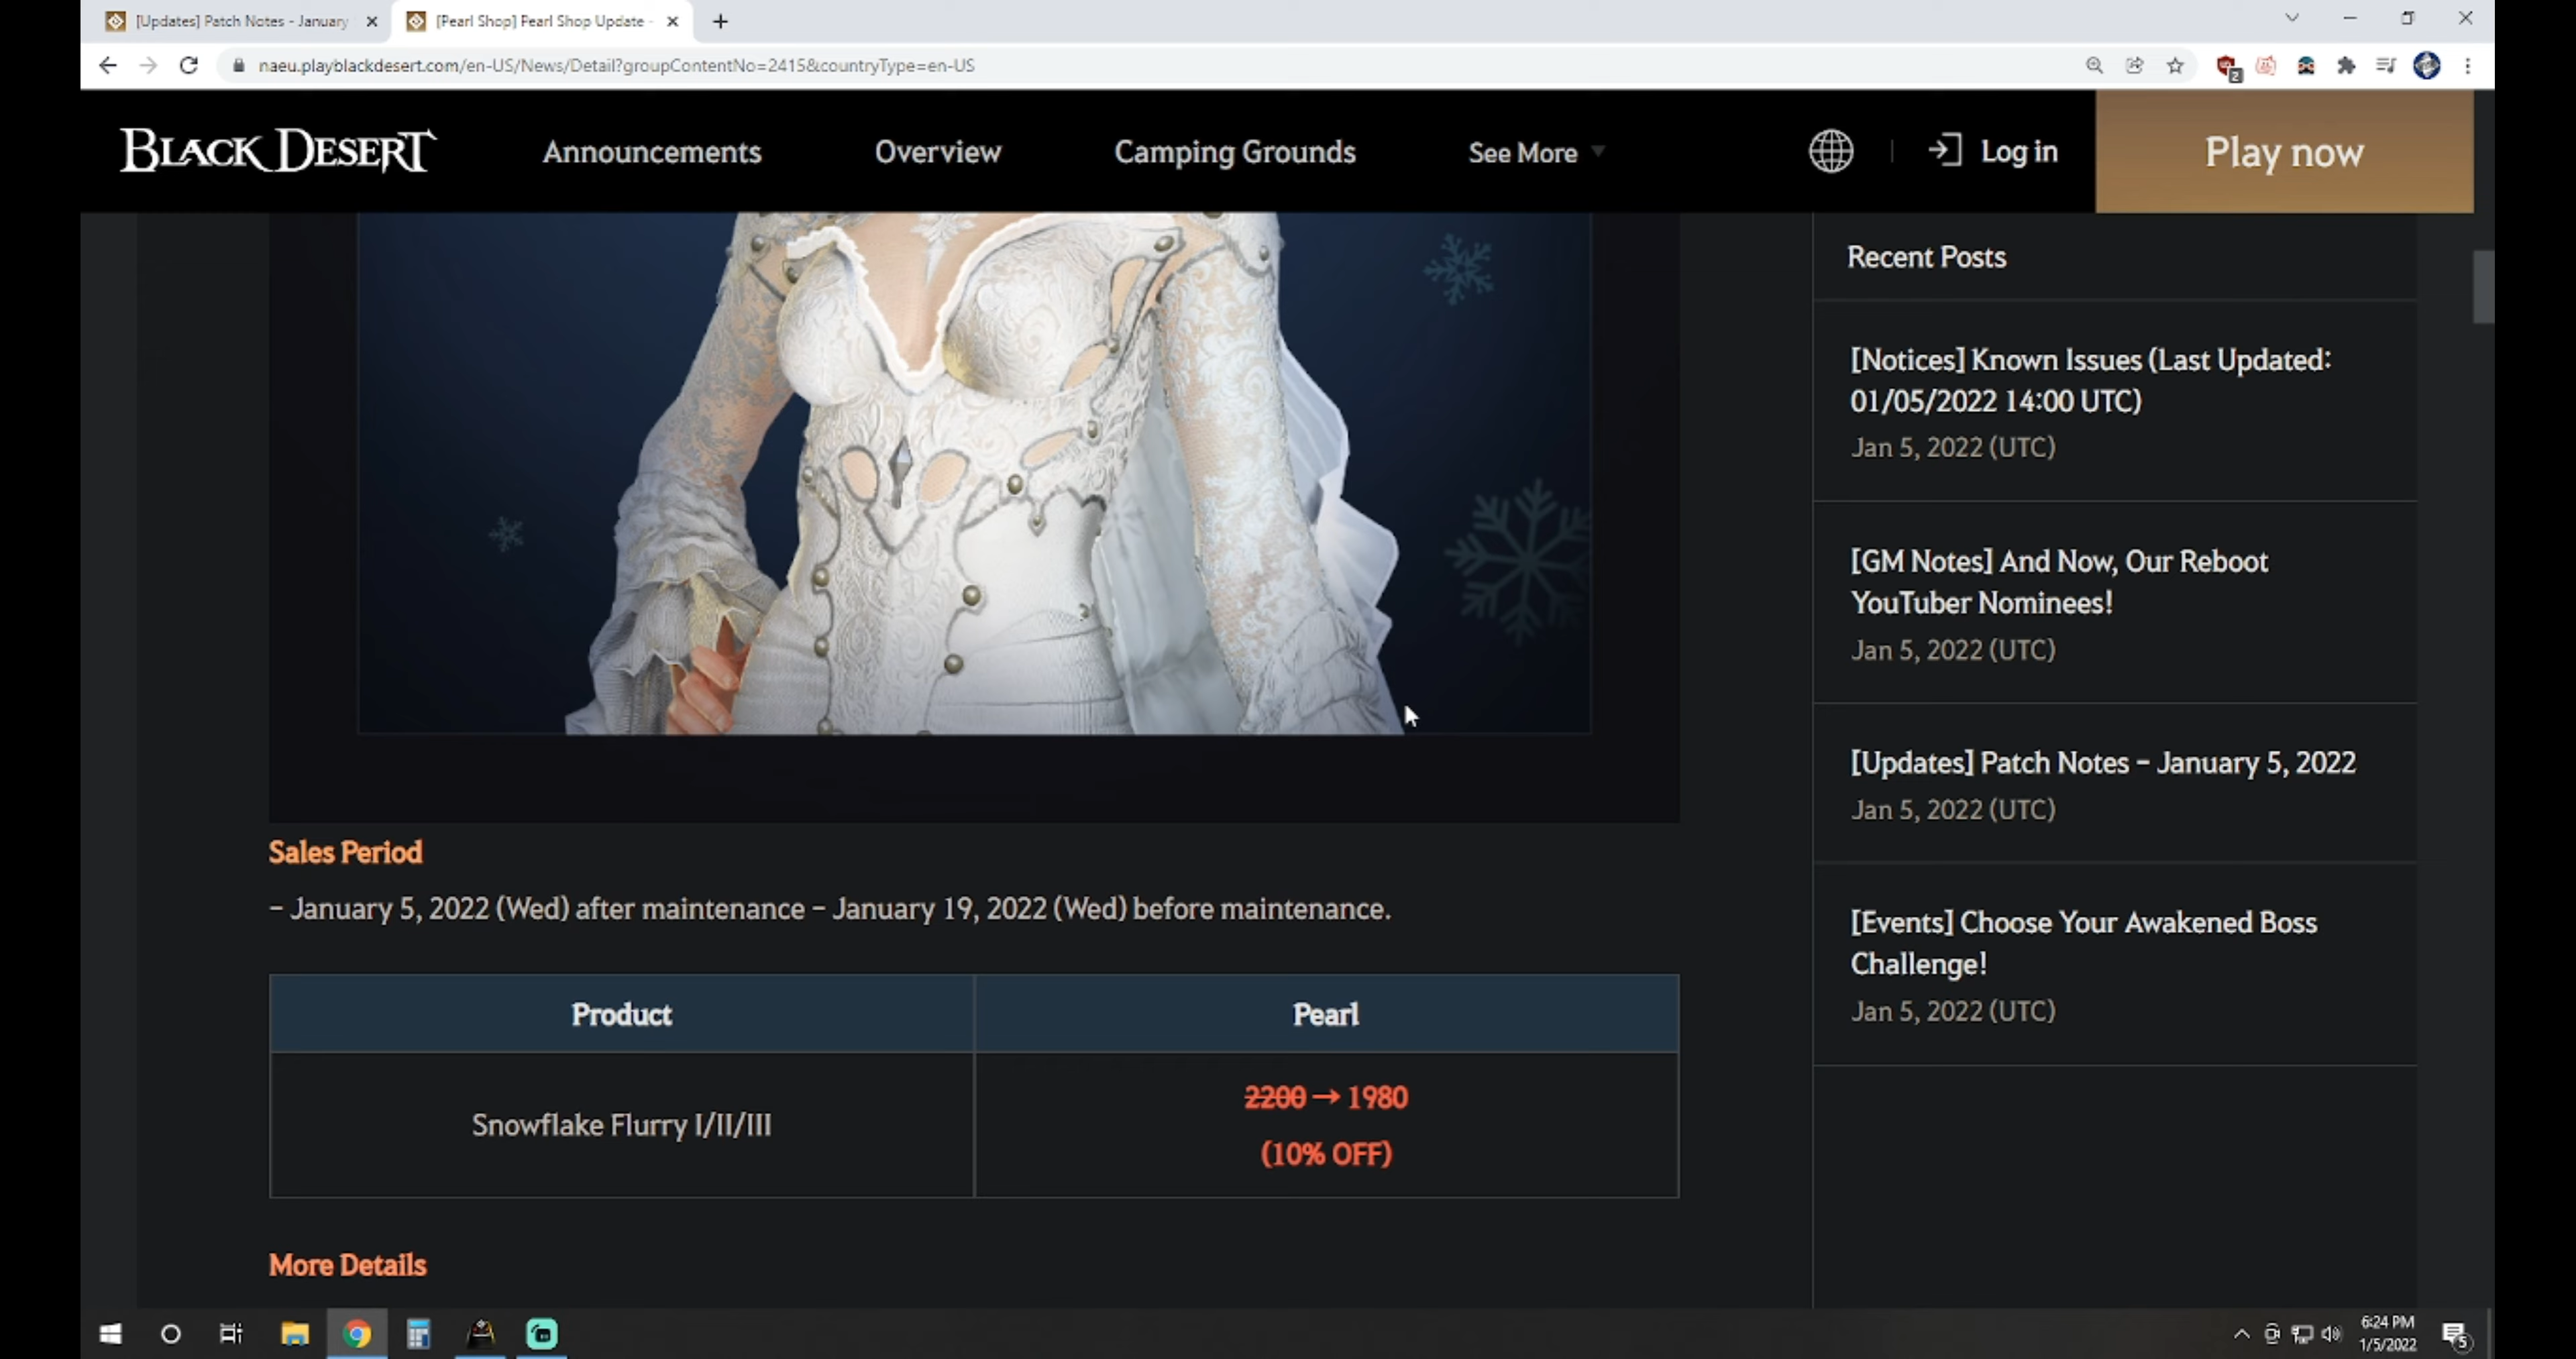 [Updates] Patch Notes - January
[Pearl Shop] Pearl Shop Update -
naeu.playblackdesert.com/en-US/News/Detail?groupContentNo=2415&countryType=en-US
2
BLACK DESERT
Announcements
Overview
Camping Grounds
See More
Log in
Play now
Sales Period
– January 5, 2022 (Wed) after maintenance – January 19, 2022 (Wed) before maintenance.
Product
Pearl
Snowflake Flurry I/II/III
2200 → 1980
(10% OFF)
More Details
Recent Posts
[Notices] Known Issues (Last Updated:
01/05/2022 14:00 UTC)
Jan 5, 2022 (UTC)
[GM Notes] And Now, Our Reboot
YouTuber Nominees!
Jan 5, 2022 (UTC)
[Updates] Patch Notes – January 5, 2022
Jan 5, 2022 (UTC)
[Events] Choose Your Awakened Boss
Challenge!
Jan 5, 2022 (UTC)
6:24 PM
1/5/2022
5